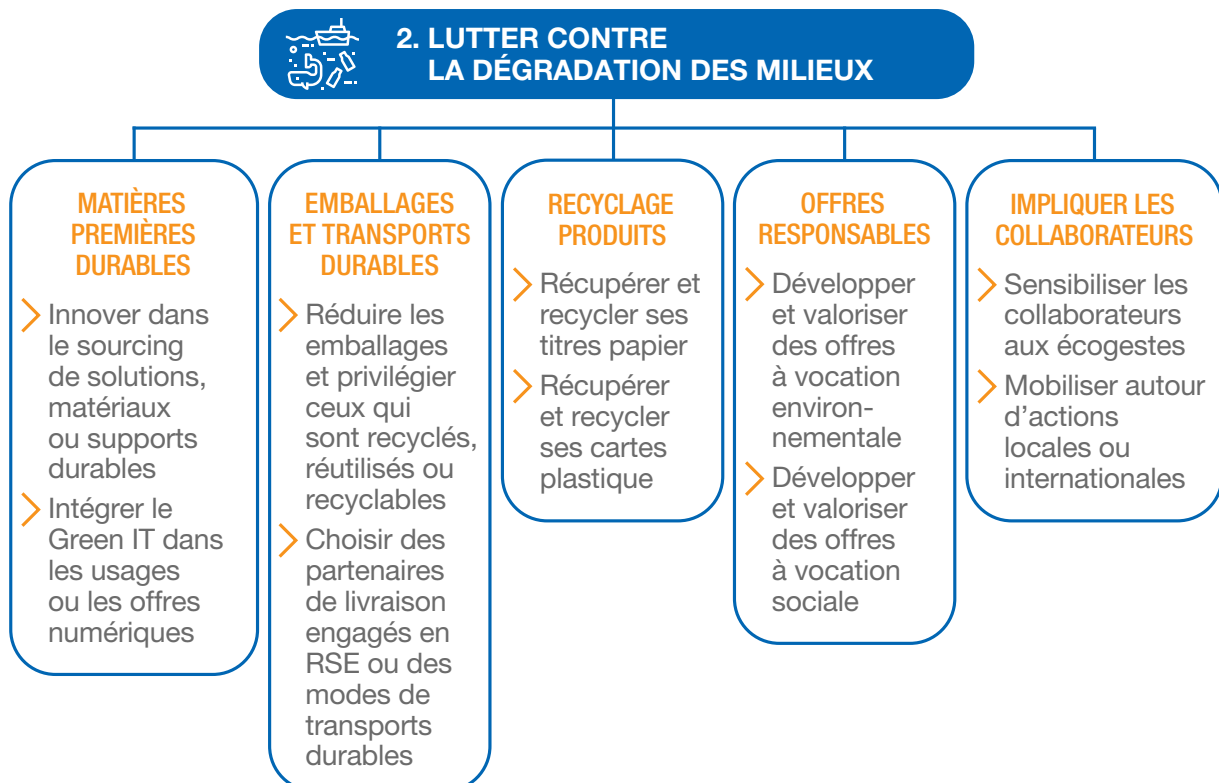 2. LUTTER CONTRE
LA DÉGRADATION DES MILIEUX
MATIÈRES
PREMIÈRES
DURABLES
Innover dans
le sourcing
de solutions,
matériaux
ou supports
durables
Intégrer le
Green IT dans
les usages
ou les offres
numériques
EMBALLAGES
ET TRANSPORTS
DURABLES
Réduire les
emballages
et privilégier
ceux qui
sont recyclés,
réutilisés ou
recyclables
Choisir des
partenaires
de livraison
engagés en
RSE ou des
modes de
transports
durables
RECYCLAGE
PRODUITS
Récupérer et
recycler ses
titres papier
Récupérer
et recycler
ses cartes
plastique
OFFRES
RESPONSABLES
Développer
et valoriser
des offres
à vocation
environ-
nementale
Développer
et valoriser
des offres
à vocation
sociale
IMPLIQUER LES
COLLABORATEURS
Sensibiliser les
collaborateurs
aux écogestes
Mobiliser autour
d’actions
locales ou
internationales